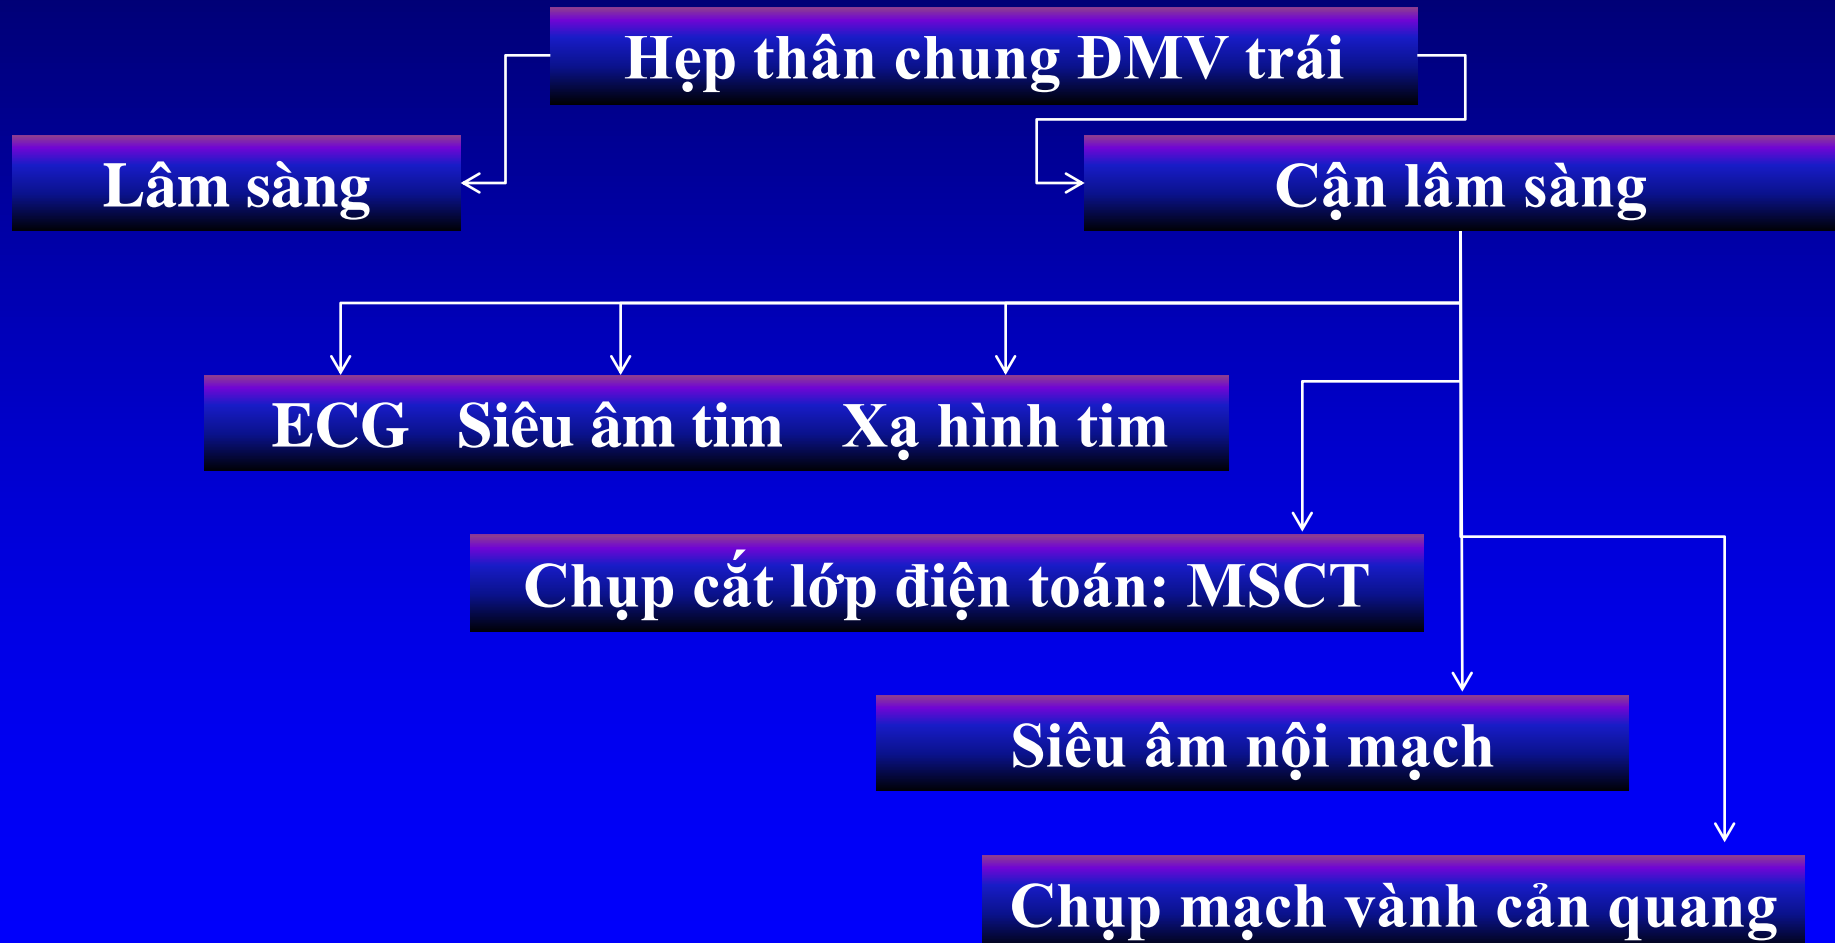 Hẹp thân chung ĐMV trái
Lâm sàng
Cận lâm sàng
ECG Siêu âm tim Xạ hình tim
Chụp cắt lớp điện toán: MSCT
Siêu âm nội mạch
Chụp mạch vành cản quang